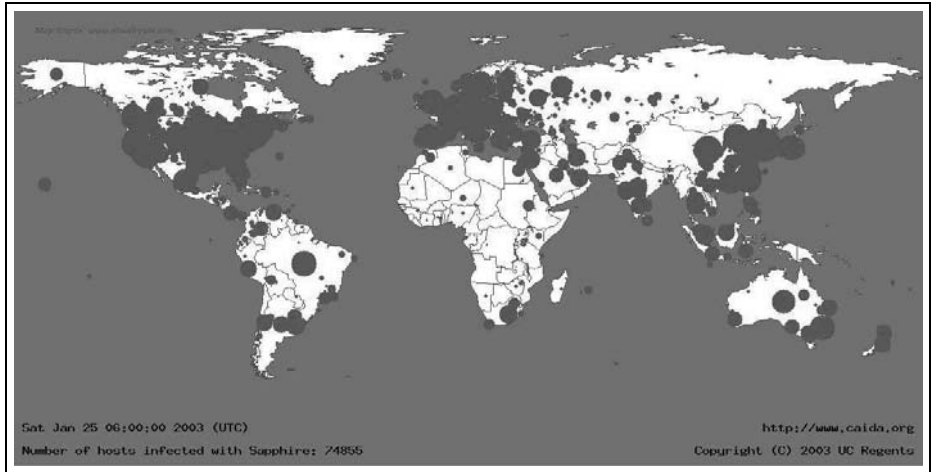 Sat Jan 25 06:00:00 2003 (UTC)
Number of hosts infected with Sapphire: 74855
http://www.caida.org
Copyright (C) 2003 UC Regents